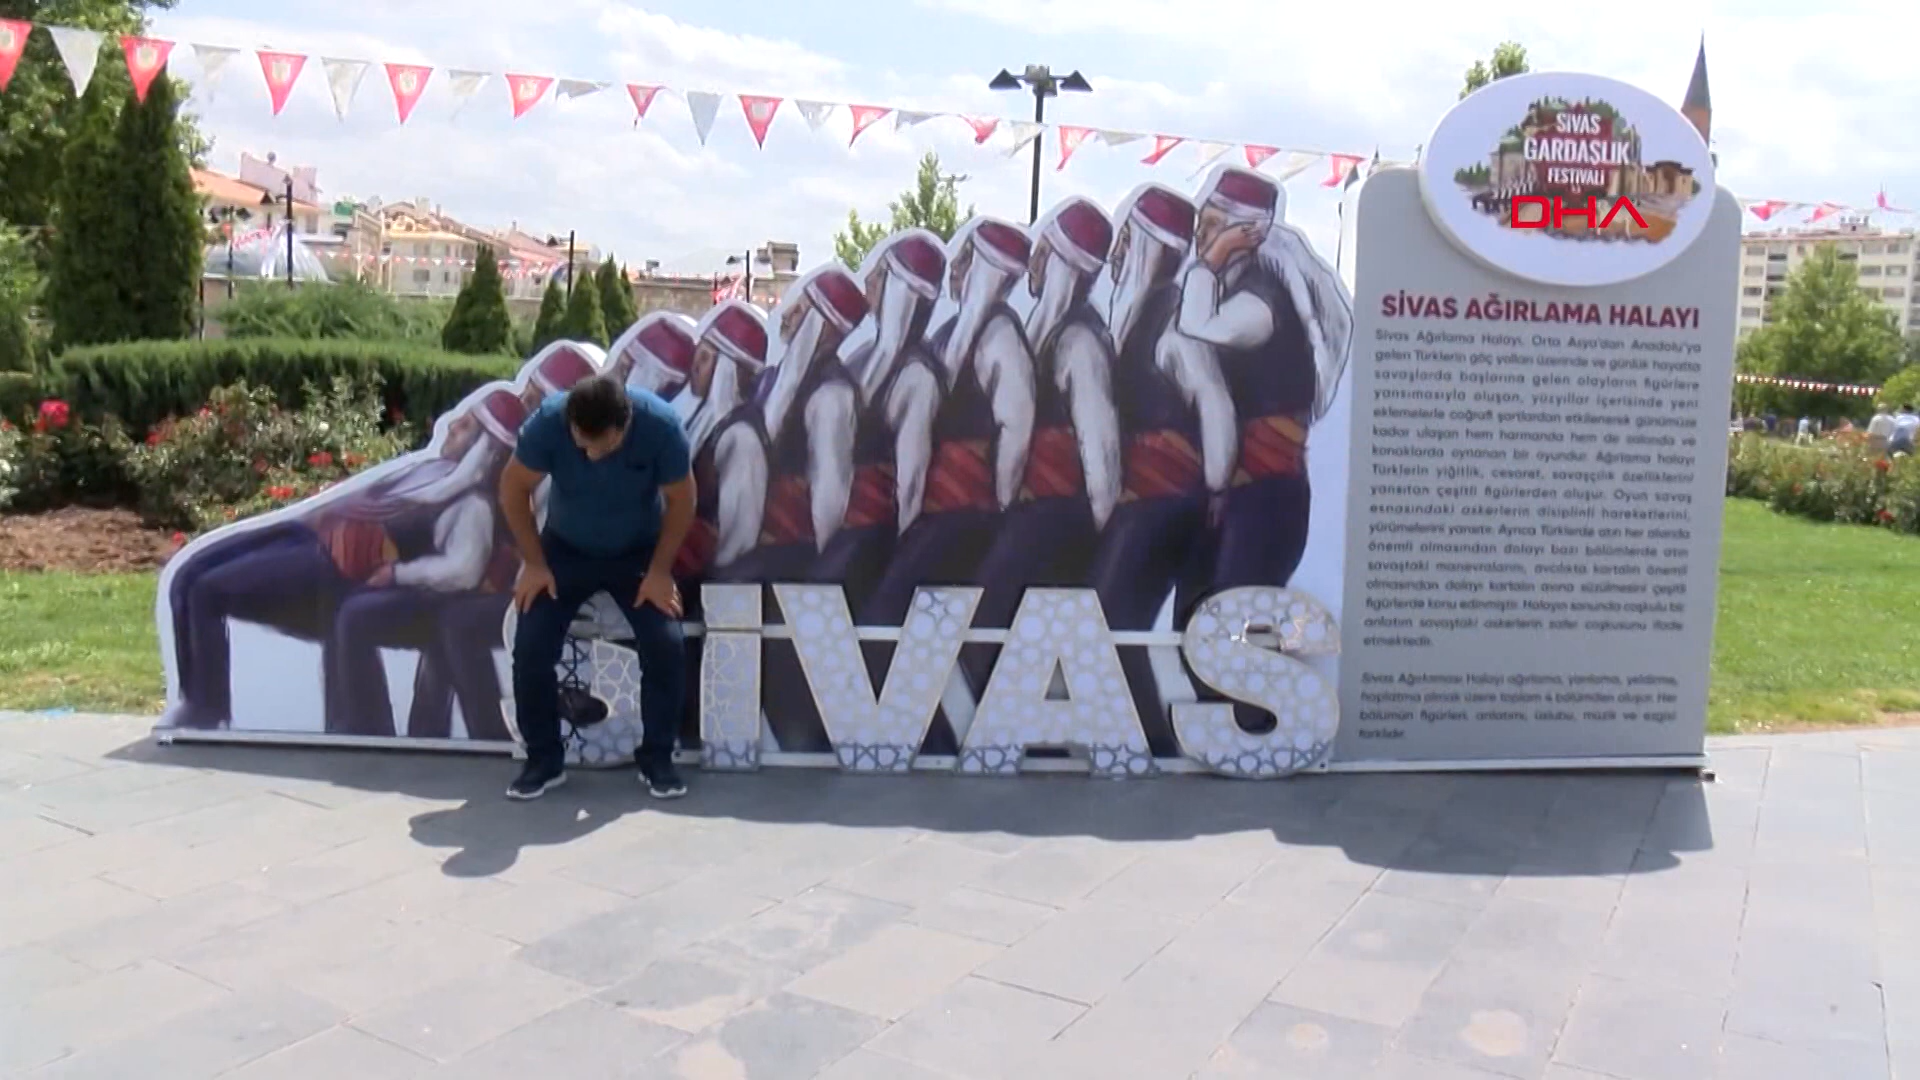 SİVAS
GARDAŞLIK
FESTİVALİ
DHA
SİVAS AĞIRLAMA HALAYI
Sivas Ağırlama Halayı, Orta Asya'dan Anadolu'ya
gelen Türklerin göç yolları üzerinde ve günlük hayatta
savaşlarda başlarına gelen olayların figürlere
yansımasıyla oluşan, yüzyıllar içerisinde yeni
eklemelerle coğrafi şartlardan etkilenerek günümüze
kadar ulaşan hem harmanda hem de salonda ve
konaklarda oynanan bir oyundur. Ağırlama halayı
Türklerin yiğitlik, cesaret, savaşçılık özelliklerini
yansıtan çeşitli figürlerden oluşur. Oyun savaş
esnasındaki askerlerin disiplinli hareketlerini,
yürümelerini yansıtır. Ayrıca Türklerde atın her alanda
önemli olmasından dolayı bazı bölümlerde atın
savaştaki manevralarını, avcılıkta kartalın önemli
olmasından dolayı kartalın avına süzülmesini çeşitli
figürlerde konu edinmiştir. Halayın sonunda coşkulu bir
anlatım savaştaki askerlerin zafer coşkusunu ifade
etmektedir.
Sivas Ağırlaması Halayı ağırlama, yanlama, yeldirme,
hoplatma olmak üzere toplam 4 bölümden oluşur. Her
bölümün figürleri, anlatımı, üslubu, müzik ve ezgisi
farklıdır.
SİVAS